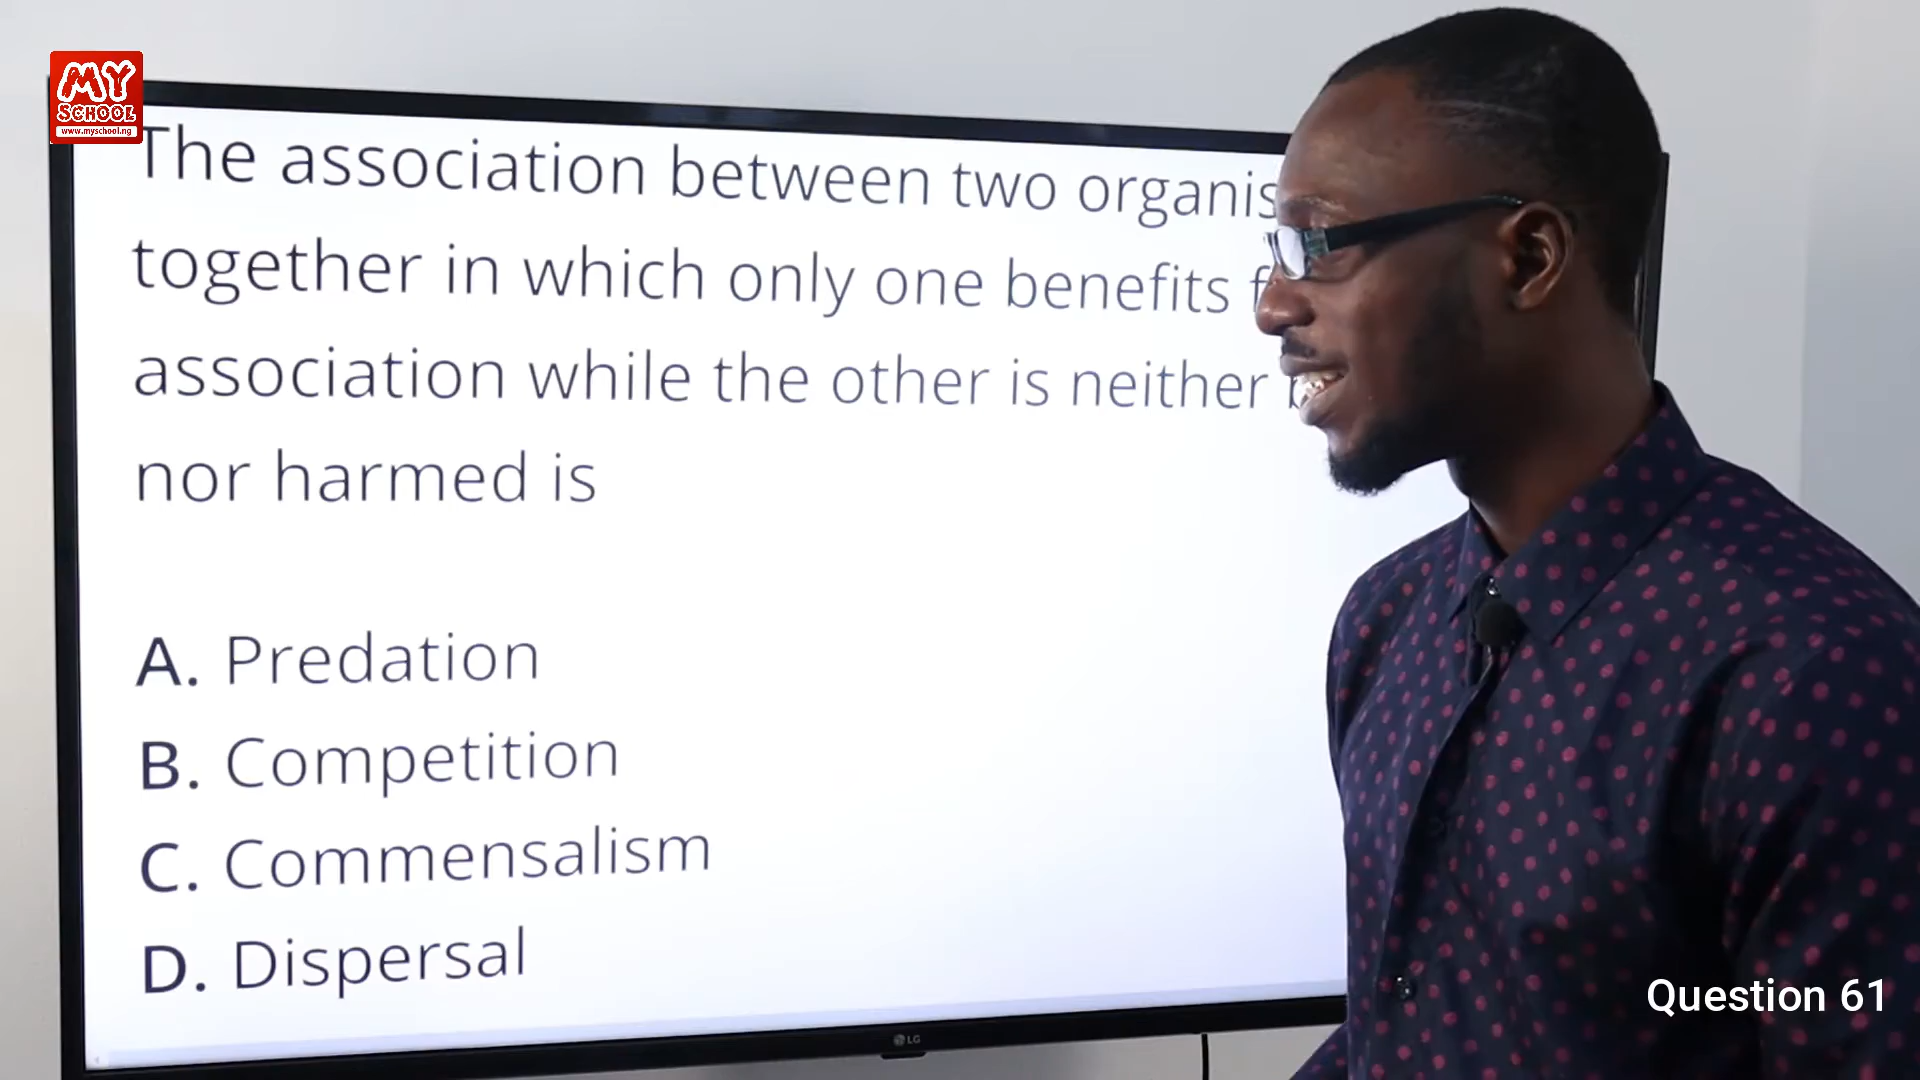 MY
SCHOOL
www.myschool.ng
The association between two
together in which only one benefits
association while the other is neither
nor harmed is
A. Predation
B. Competition
C. Commensalism
D. Dispersal
LG
Question 61